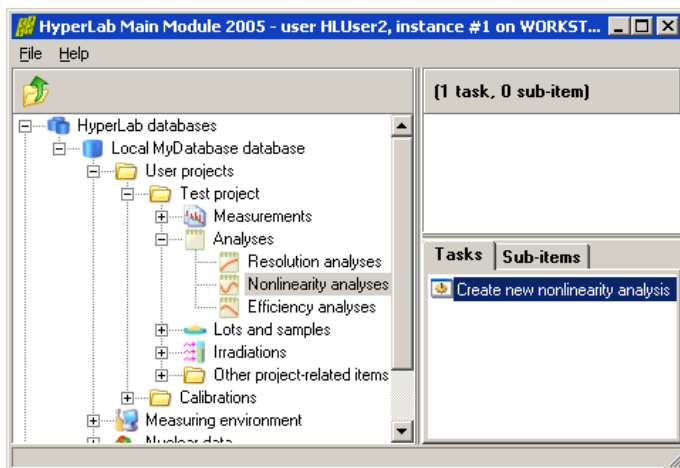 HyperLab Main Module 2005 - user HLUser2, instance #1 on WORKST...
File Help
(1 task, 0 sub-item)
HyperLab databases
Local MyDatabase database
User projects
Test project
Measurements
Analyses
Resolution analyses
Nonlinearity analyses
Efficiency analyses
Lots and samples
Irradiations
Other project-related items
Calibrations
Measuring environment
Nuclear data
Tasks Sub-items
Create new nonlinearity analysis